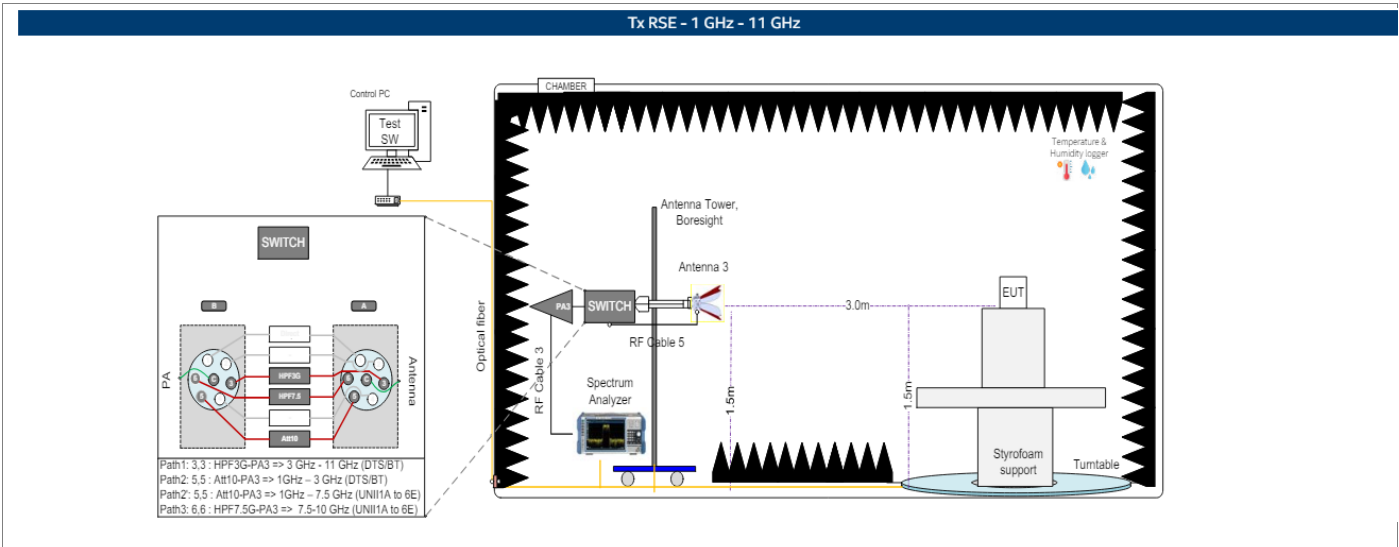 Tx RSE - 1 GHz - 11 GHz
CHAMBER
Control PC
Test
SW
Temperature &
Humidity logger
Antenna Tower,
Boresight
SWITCH
Antenna 3
PA3
SWITCH
EUT
3.0m
B
A
RF Cable 5
Optical fiber
RF Cable 3
PA
Antenna
HPF3G
HPF7.5
Att10
Spectrum
Analyzer
1.5m
1.5m
Styrofoam
support
Turntable
Path1: 3,3 : HPF3G-PA3 => 3 GHz - 11 GHz (DTS/BT)
Path2: 5,5 : Att10-PA3 => 1GHz – 3 GHz (DTS/BT)
Path2': 5,5 : Att10-PA3 => 1GHz – 7.5 GHz (UNII1A to 6E)
Path3: 6,6 : HPF7.5G-PA3 => 7.5-10 GHz (UNII1A to 6E)